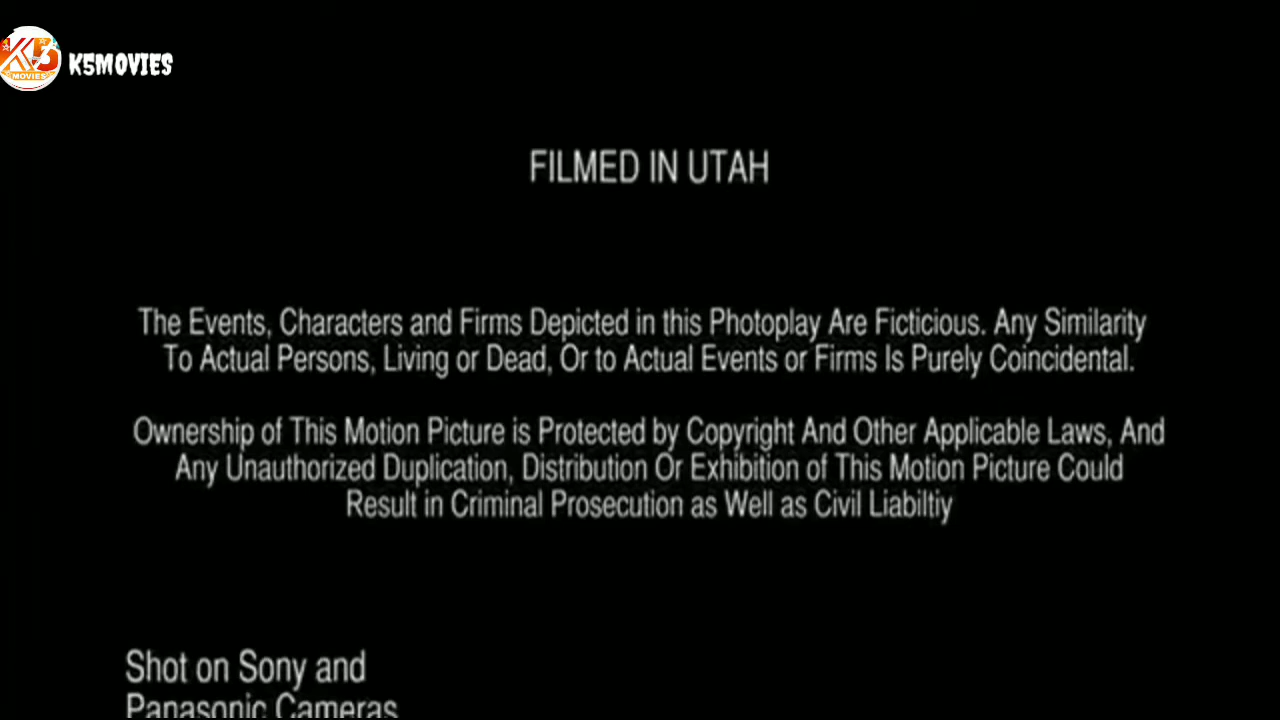 K5
MOVIES
K5MOVIES
FILMED IN UTAH
The Events, Characters and Firms Depicted in this Photoplay Are Ficticious. Any Similarity
To Actual Persons, Living or Dead, Or to Actual Events or Firms Is Purely Coincidental.
Ownership of This Motion Picture is Protected by Copyright And Other Applicable Laws, And
Any Unauthorized Duplication, Distribution Or Exhibition of This Motion Picture Could
Result in Criminal Prosecution as Well as Civil Liabiltiy
Shot on Sony and
Panasonic Cameras